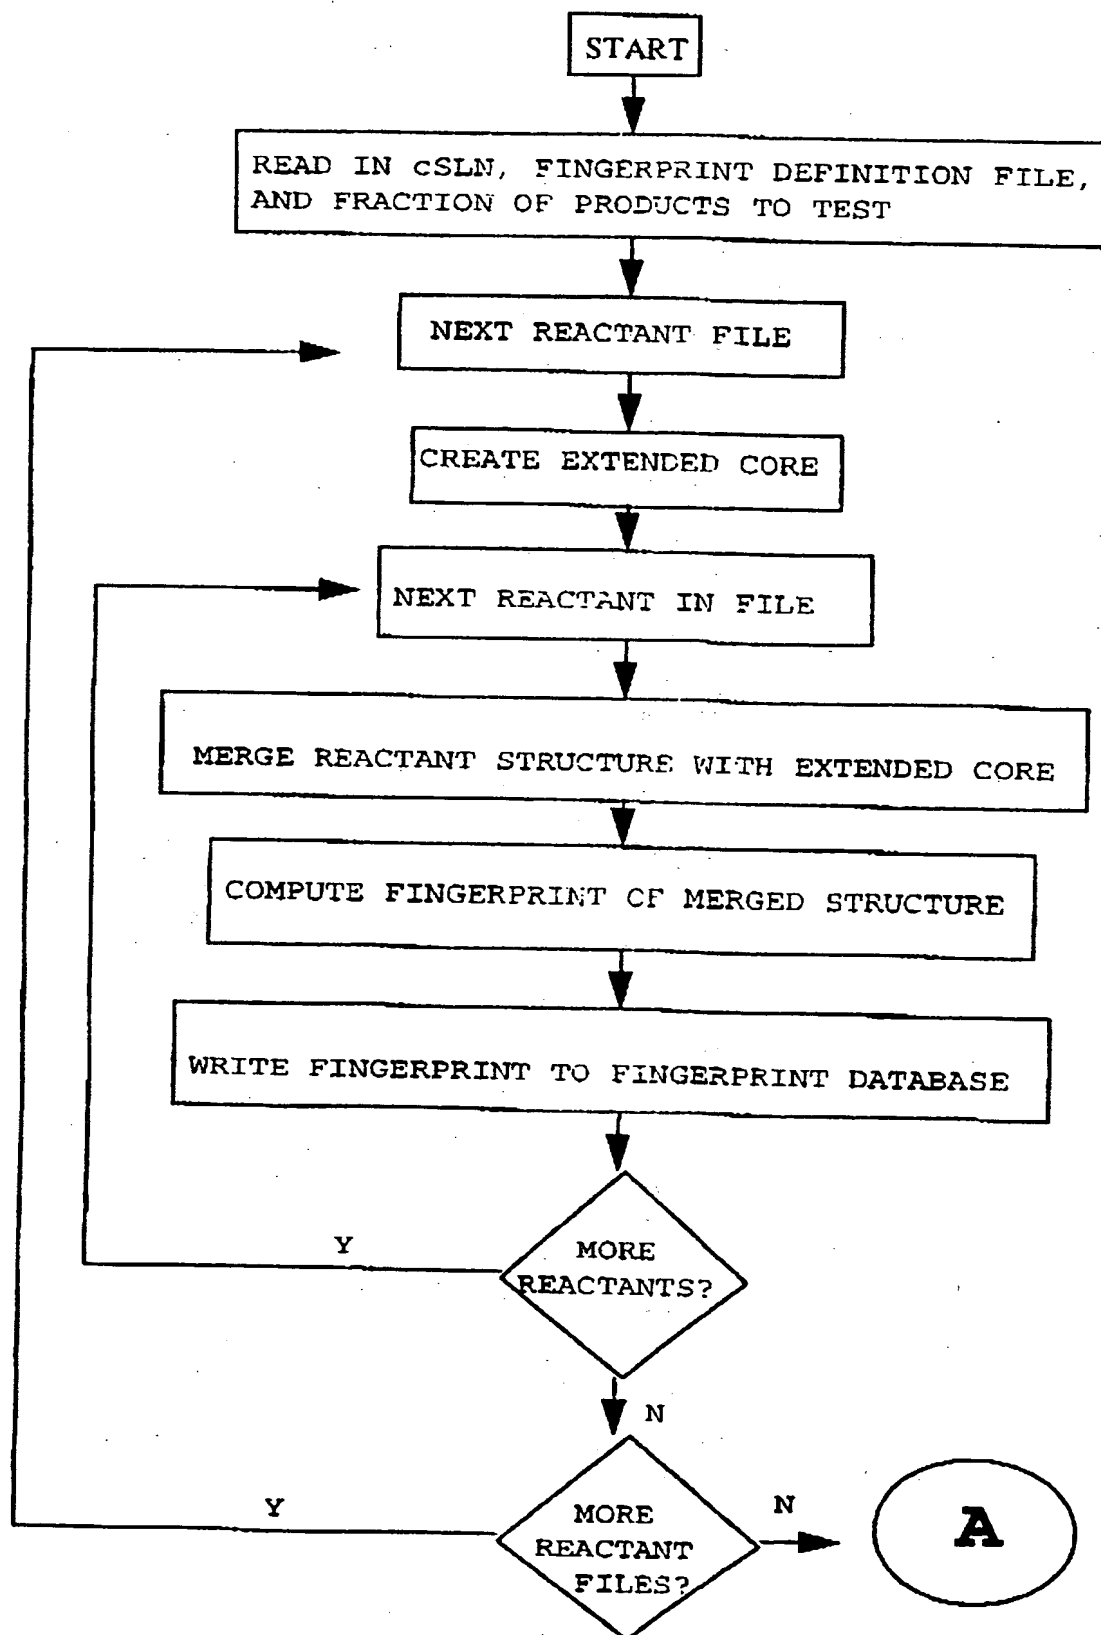 START
READ IN cSLN, FINGERPRINT DEFINITION FILE,
AND FRACTION OF PRODUCTS TO TEST
NEXT REACTANT FILE
CREATE EXTENDED CORE
NEXT REACTANT IN FILE
MERGE REACTANT STRUCTURE WITH EXTENDED CORE
COMPUTE FINGERPRINT OF MERGED STRUCTURE
WRITE FINGERPRINT TO FINGERPRINT DATABASE
Y
MORE
REACTANTS?
N
Y
MORE
REACTANT
FILES?
N
A